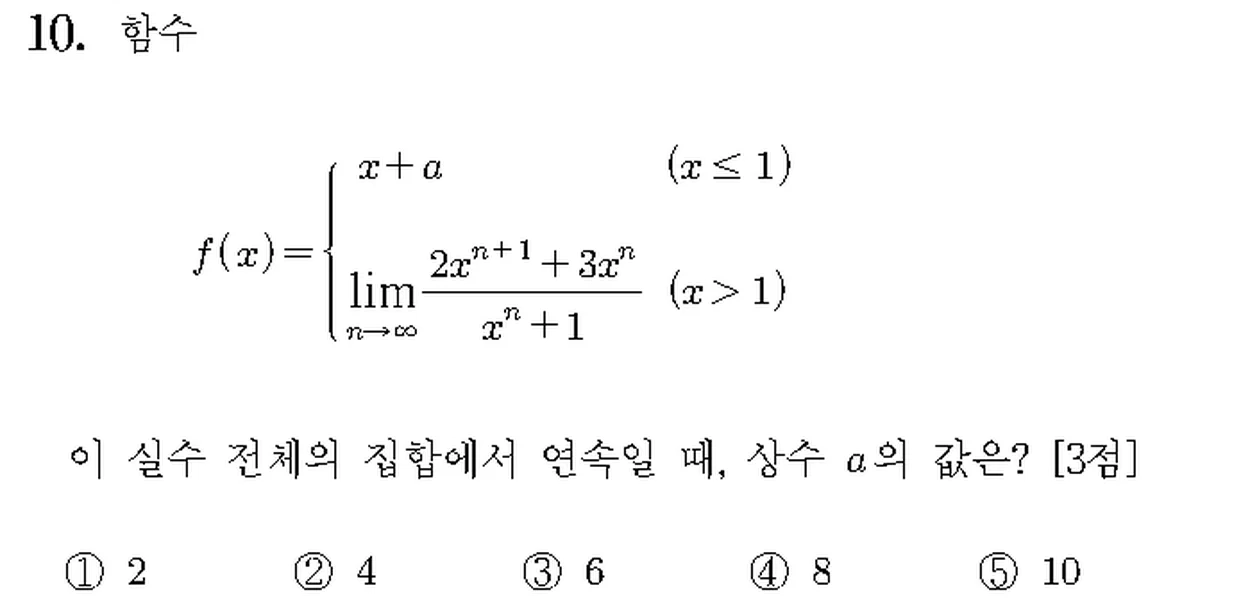 10. 함수
f(x) = { x + a (x ≤ 1)
lim_{n→∞} \frac{2x^{n+1} + 3x^n}{x^n + 1} (x > 1)
이 실수 전체의 집합에서 연속일 때, 상수 a의 값은? [3점]
① 2 ② 4 ③ 6 ④ 8 ⑤ 10